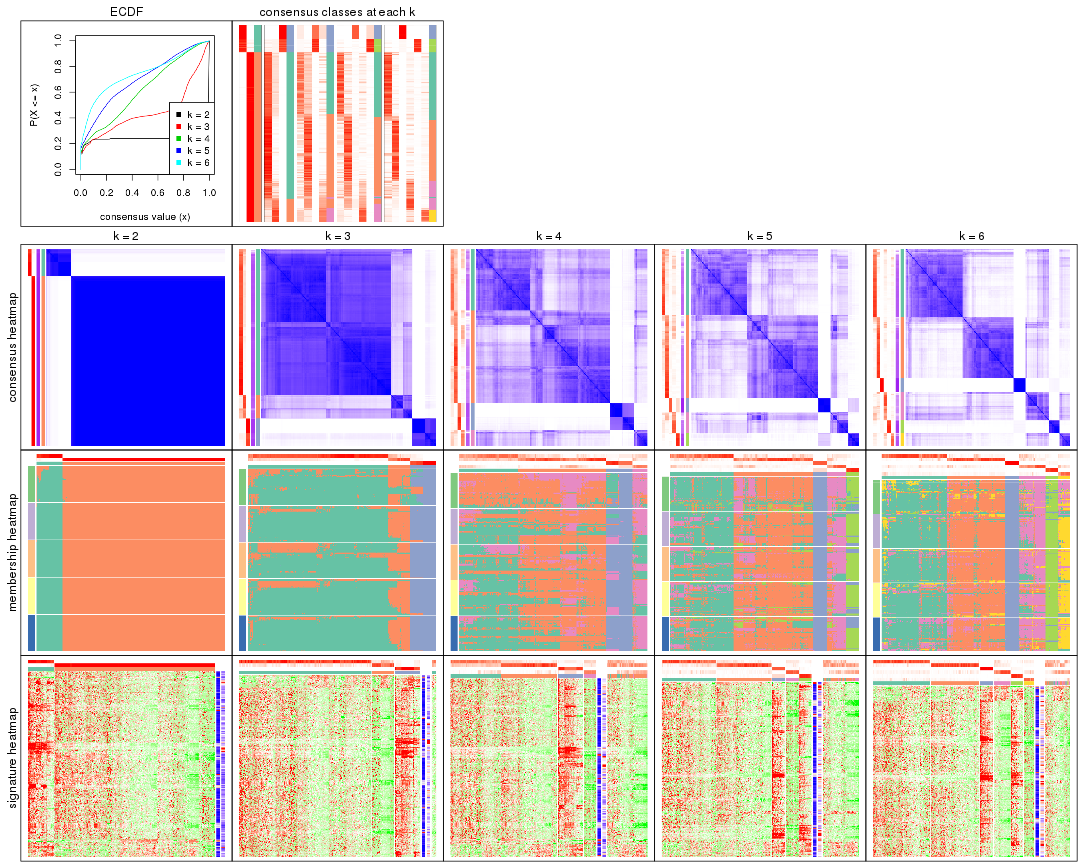 ECDF
consensus classes at each k
P(X <= x)
0.0 0.2 0.4 0.6 0.8 1.0
k = 2
k = 3
k = 4
k = 5
k = 6
0.0 0.2 0.4 0.6 0.8 1.0
consensus value (x)
k = 2 k = 3 k = 4 k = 5 k = 6
consensus heatmap
membership heatmap
signature heatmap